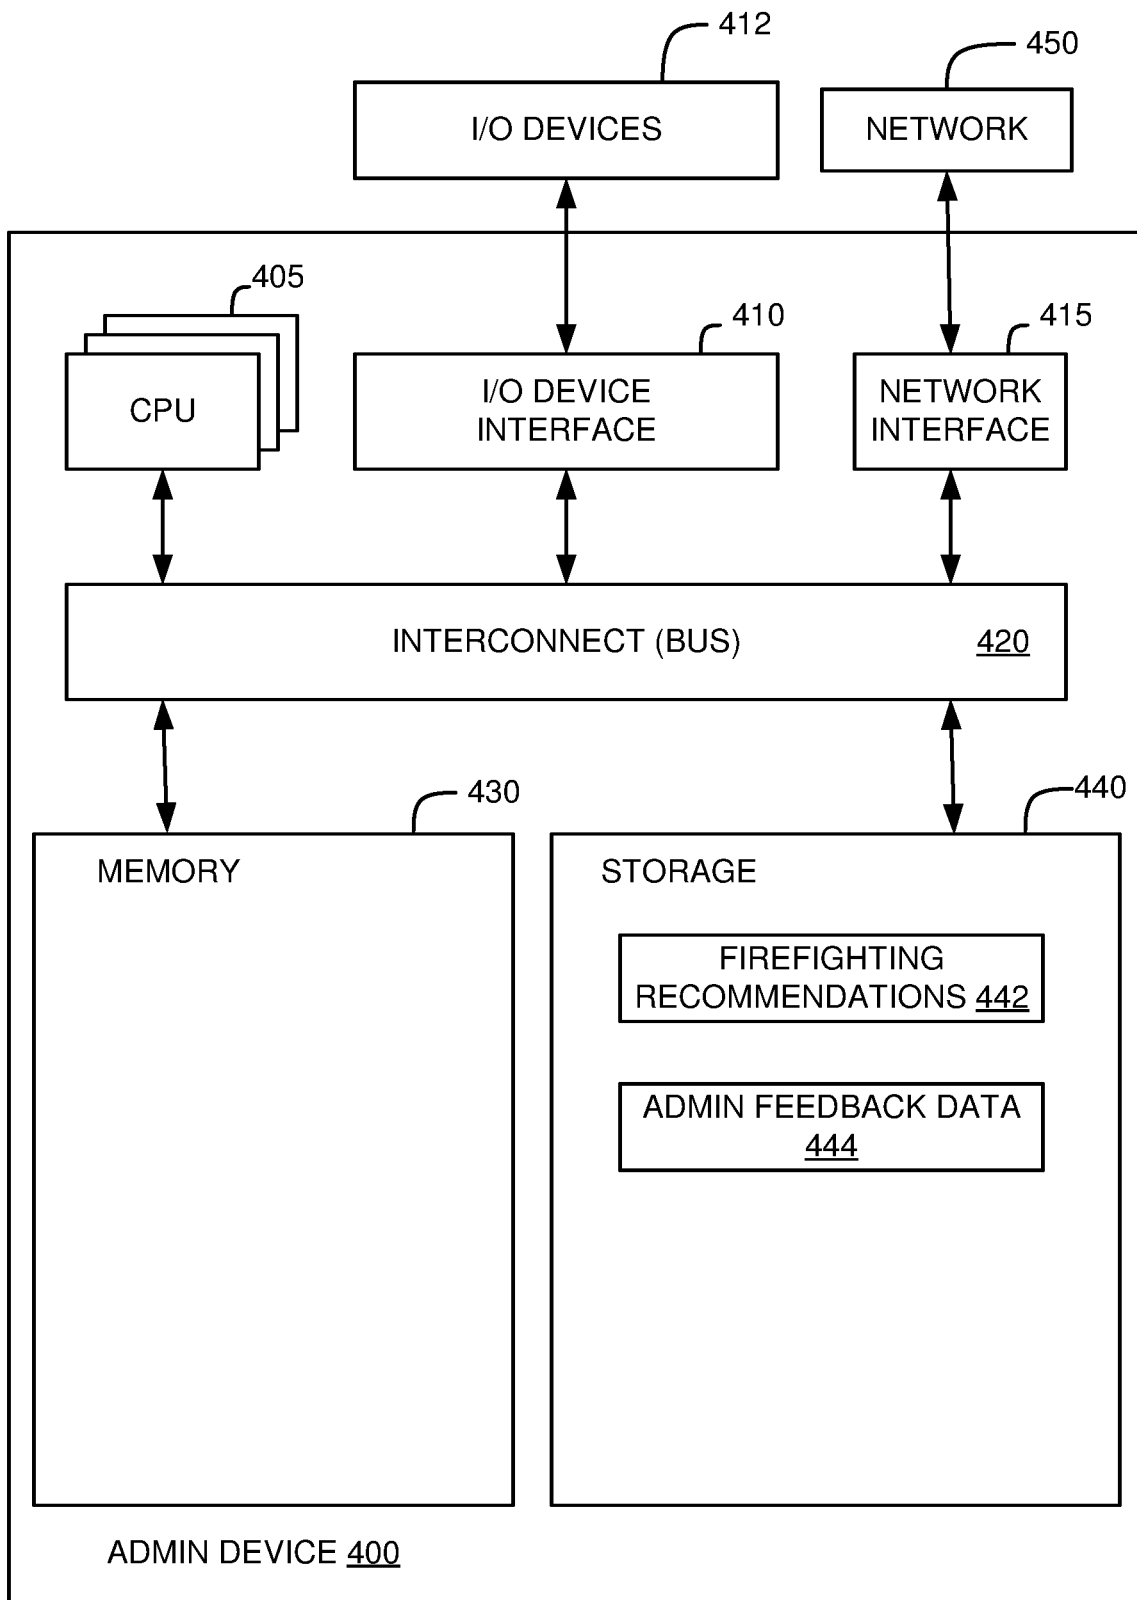 412
450
I/O DEVICES
NETWORK
405
410
415
CPU
I/O DEVICE
INTERFACE
NETWORK
INTERFACE
INTERCONNECT (BUS) 420
430
440
MEMORY
STORAGE
FIREFIGHTING
RECOMMENDATIONS 442
ADMIN FEEDBACK DATA
444
ADMIN DEVICE 400